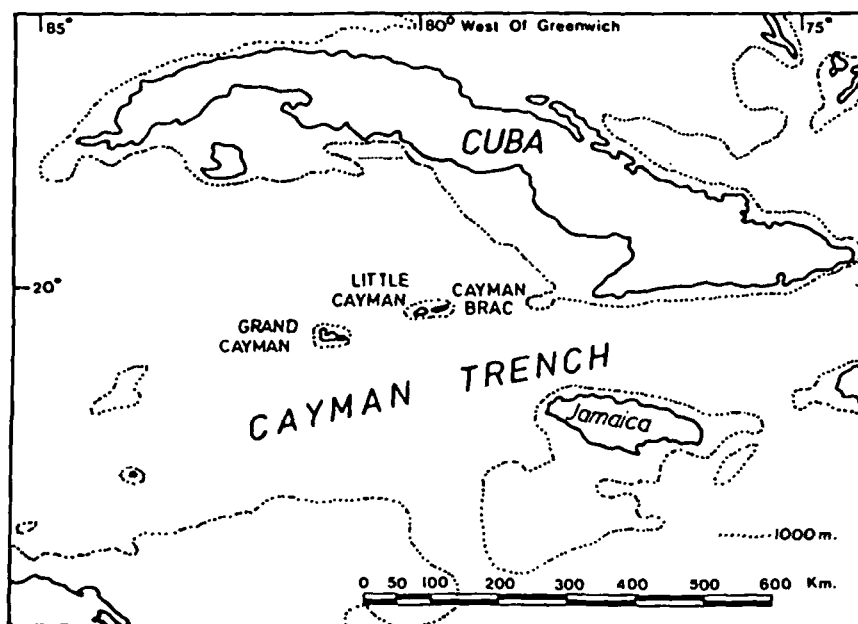 85°
80° West Of Greenwich
75°
CUBA
20°
LITTLE
CAYMAN
CAYMAN
BRAC
GRAND
CAYMAN
CAYMAN TRENCH
Jamaica
1000 m.
0 50 100 200 300 400 500 600 Km.